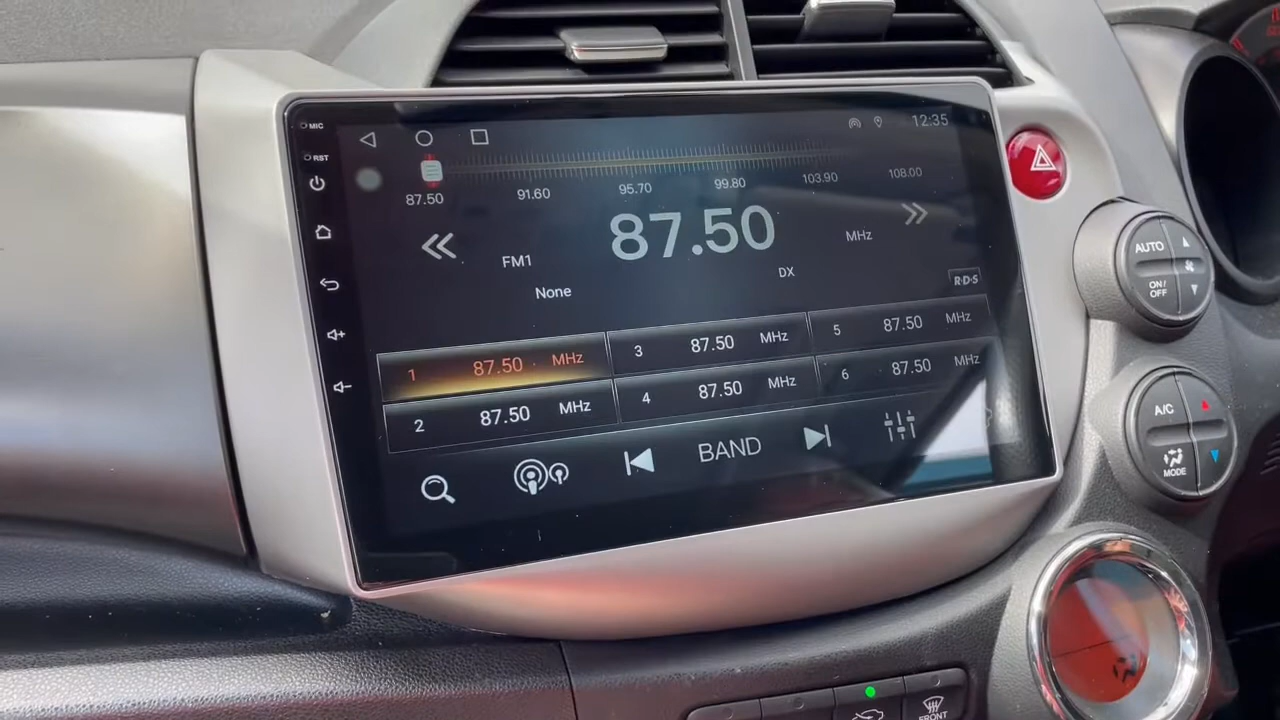 MIC
12:35
RST
87.50
91.60
95.70
99.80
103.90
108.00
87.50
MHz
FM1
DX
None
RDS
1 87.50 MHz
3 87.50 MHz
5 87.50 MHz
2 87.50 MHz
4 87.50 MHz
6 87.50 MHz
BAND
AUTO
ON/
OFF
A/C
MODE
FRONT